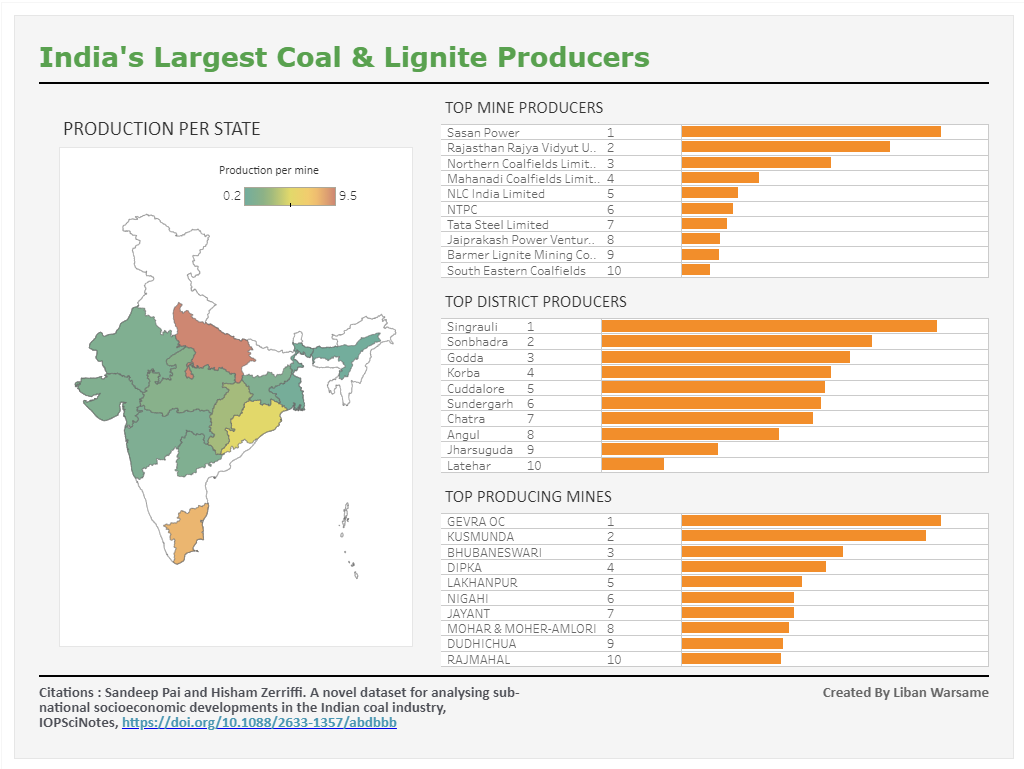 India's Largest Coal & Lignite Producers
PRODUCTION PER STATE
Production per mine
0.2 9.5
TOP MINE PRODUCERS
Sasan Power 1
Rajasthan Rajya Vidyut U.. 2
Northern Coalfields Limit.. 3
Mahanadi Coalfields Limit.. 4
NLC India Limited 5
NTPC 6
Tata Steel Limited 7
Jaiprakash Power Ventur.. 8
Barmer Lignite Mining Co.. 9
South Eastern Coalfields 10
TOP DISTRICT PRODUCERS
Singrauli 1
Sonbhadra 2
Godda 3
Korba 4
Cuddalore 5
Sundergarh 6
Chatra 7
Angul 8
Jharsuguda 9
Latehar 10
TOP PRODUCING MINES
GEVRA OC 1
KUSMUNDA 2
BHUBANESWARI 3
DIPKA 4
LAKHANPUR 5
NIGAHI 6
JAYANT 7
MOHAR & MOHER-AMLORI 8
DUDHICHUA 9
RAJMAHAL 10
Citations : Sandeep Pai and Hisham Zerriffi. A novel dataset for analysing sub-
national socioeconomic developments in the Indian coal industry,
IOPSciNotes, https://doi.org/10.1088/2633-1357/abdbbb
Created By Liban Warsame